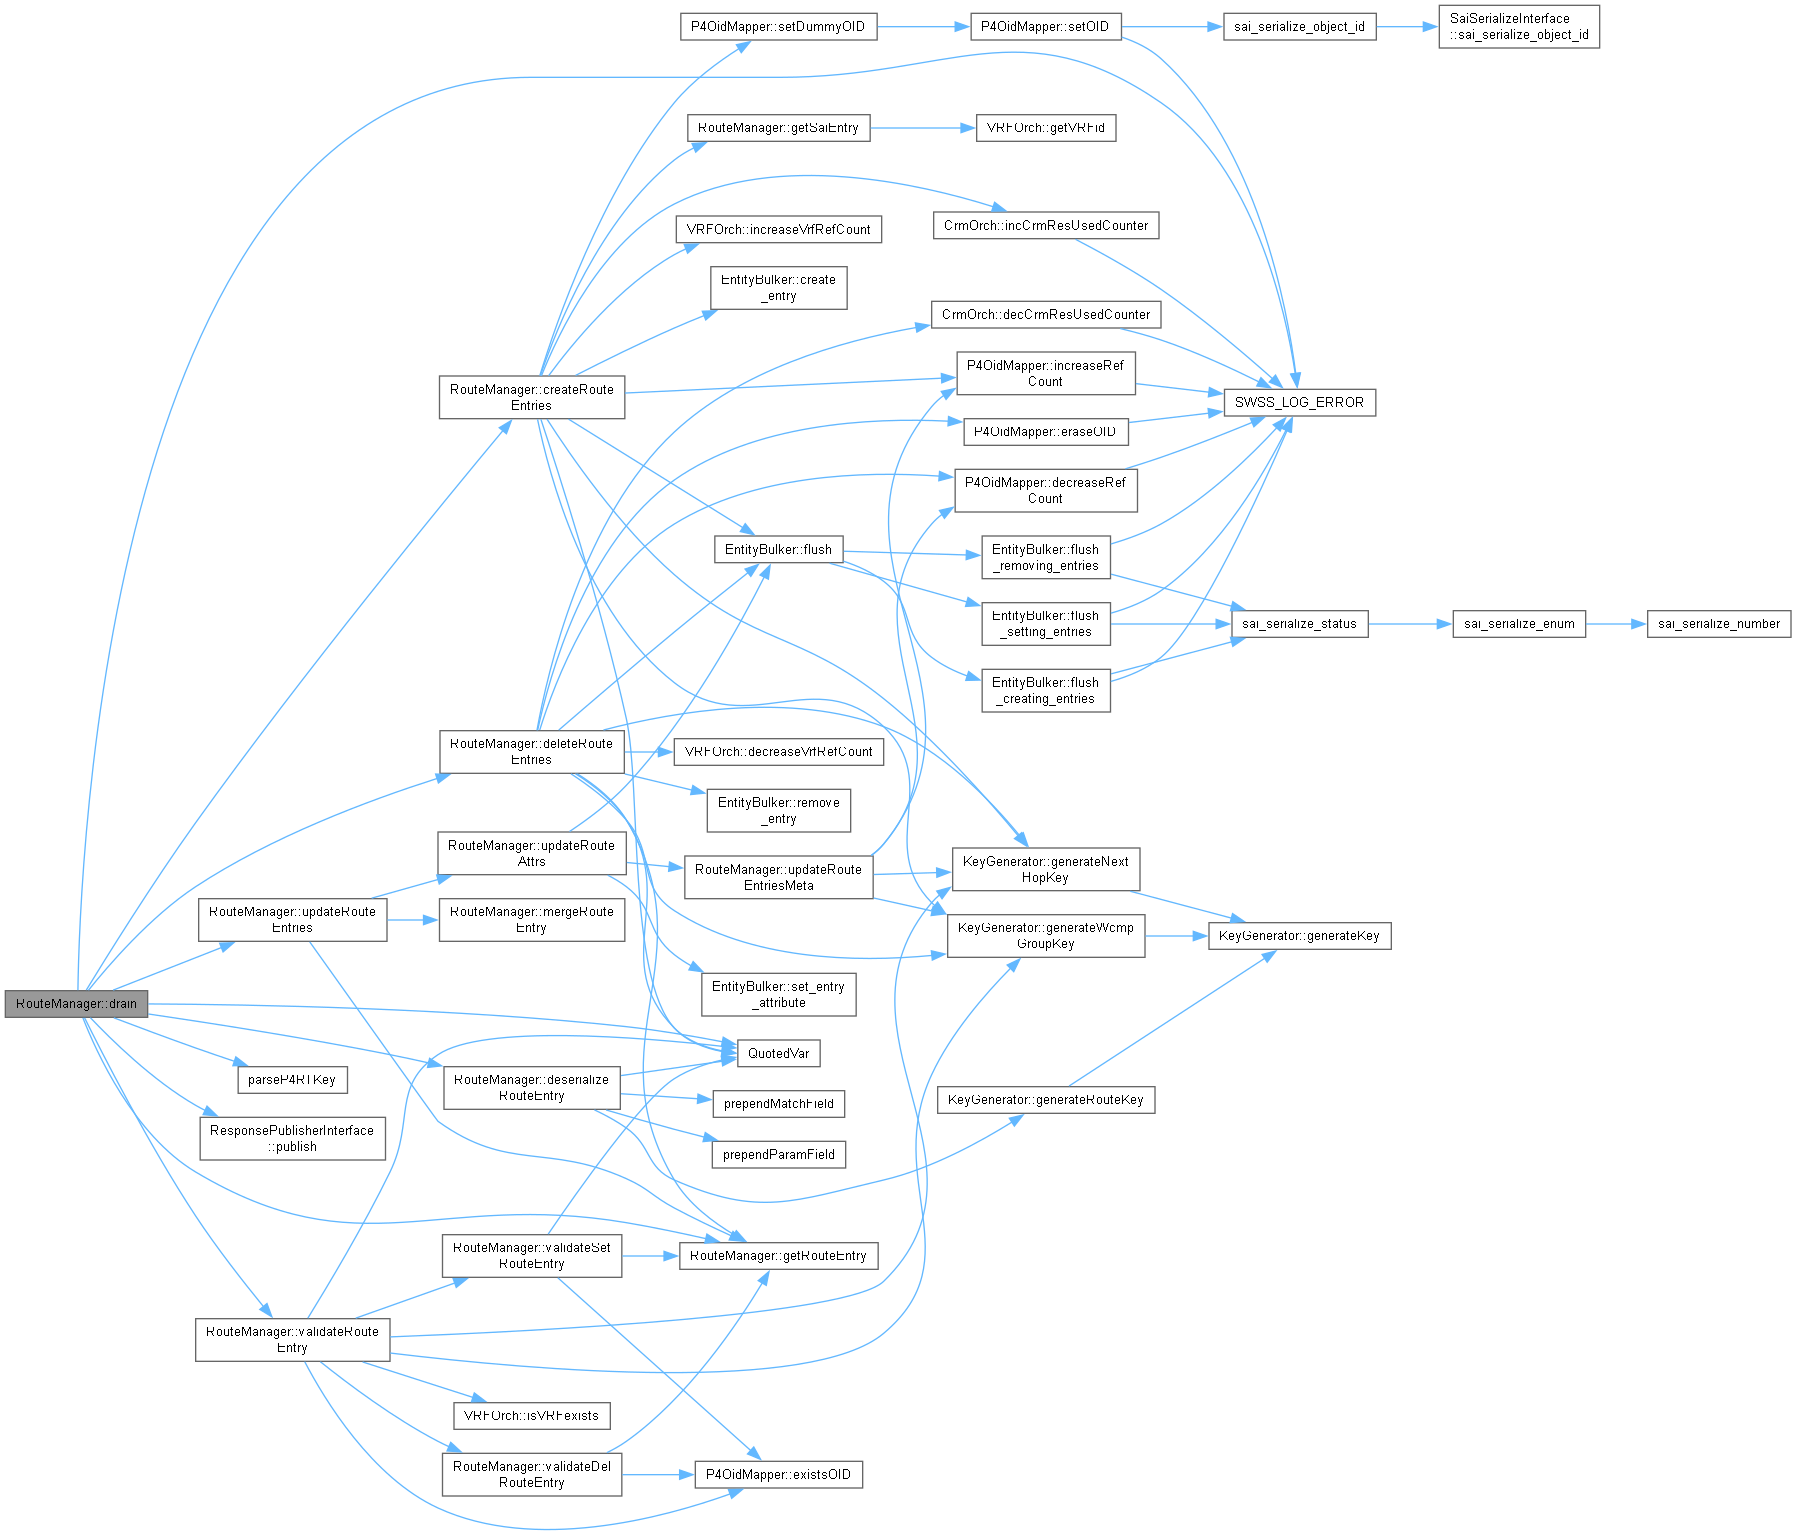 P4OidMapper::setDummyOID
P4OidMapper::setOID
sai_serialize_object_id
SaiSerializeInterface
::sai_serialize_object_id
RouteManager::getSaiEntry
VRFOrch::getVRFid
VRFOrch::increaseVrfRefCount
CrmOrch::incCrmResUsedCounter
EntityBulker::create
_entry
CrmOrch::decCrmResUsedCounter
RouteManager::createRoute
Entries
P4OidMapper::increaseRef
Count
SWSS_LOG_ERROR
P4OidMapper::eraseOID
P4OidMapper::decreaseRef
Count
EntityBulker::flush
EntityBulker::flush
_removing_entries
EntityBulker::flush
_setting_entries
sai_serialize_status
sai_serialize_enum
sai_serialize_number
EntityBulker::flush
_creating_entries
RouteManager::deleteRoute
Entries
VRFOrch::decreaseVrfRefCount
EntityBulker::remove
_entry
RouteManager::updateRoute
Attrs
RouteManager::updateRoute
EntriesMeta
KeyGenerator::generateNext
HopKey
RouteManager::updateRoute
Entries
RouteManager::mergeRoute
Entry
KeyGenerator::generateWcmp
GroupKey
KeyGenerator::generateKey
RouteManager::drain
EntityBulker::set_entry
_attribute
QuotedVar
parseP4RTKey
RouteManager::deserialize
RouteEntry
prependMatchField
KeyGenerator::generateRouteKey
ResponsePublisherInterface
::publish
prependParamField
RouteManager::validateSet
RouteEntry
RouteManager::getRouteEntry
RouteManager::validateRoute
Entry
VRFOrch::isVRFexists
RouteManager::validateDel
RouteEntry
P4OidMapper::existsOID